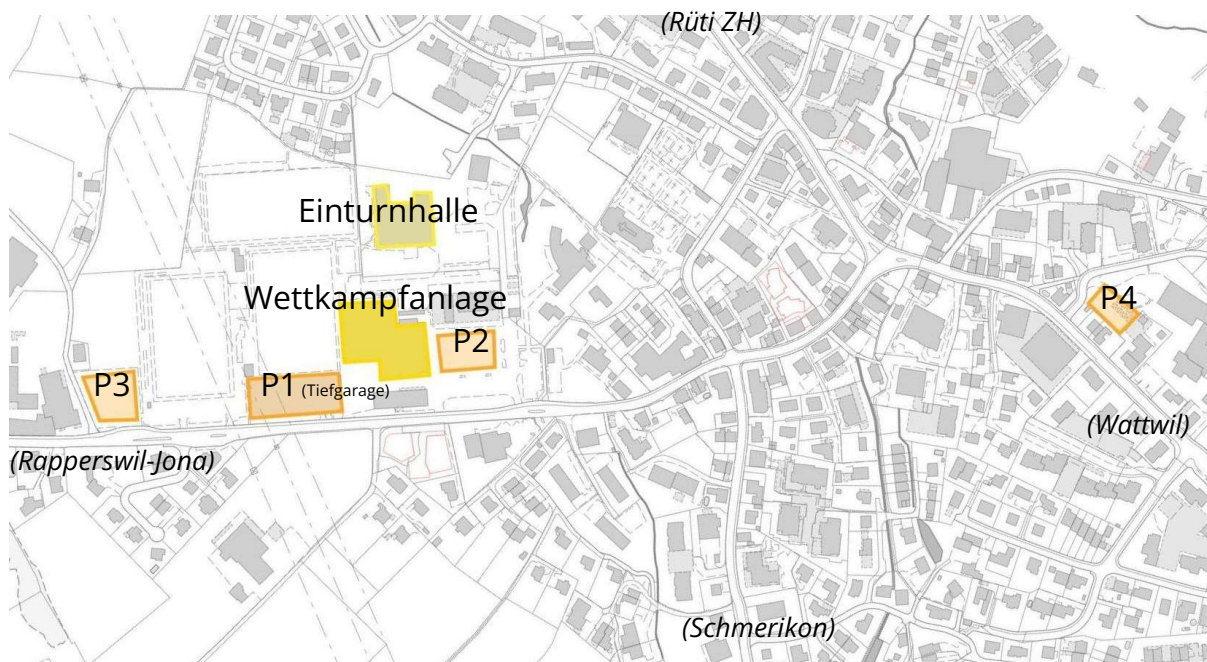 (Rüti ZH)
Einturnhalle
Wettkampfanlage
P4
P2
P3
P1 (Tiefgarage)
(Wattwil)
(Rapperswil-Jona)
(Schmerikon)